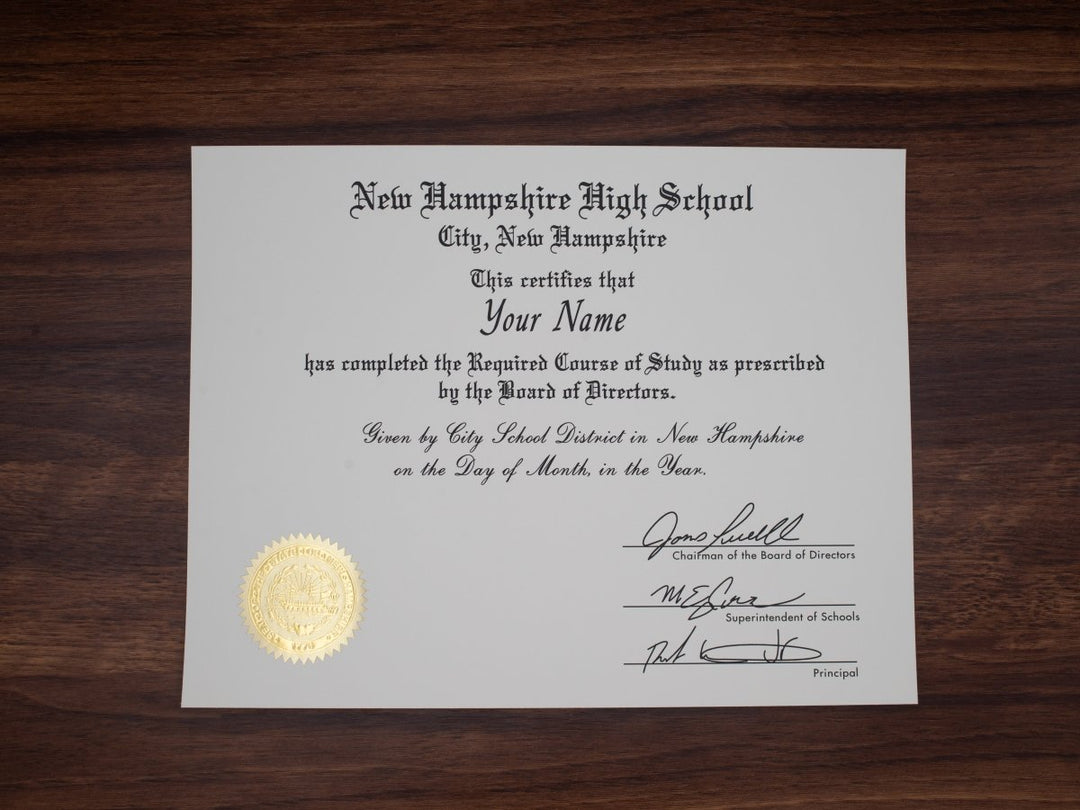 New Hampshire High School
City, New Hampshire
This certifies that
Your Name
has completed the Required Course of Study as prescribed
by the Board of Directors.
Given by City School District in New Hampshire
on the Day of Month, in the Year.
Chairman of the Board of Directors
Superintendent of Schools
Principal
1776